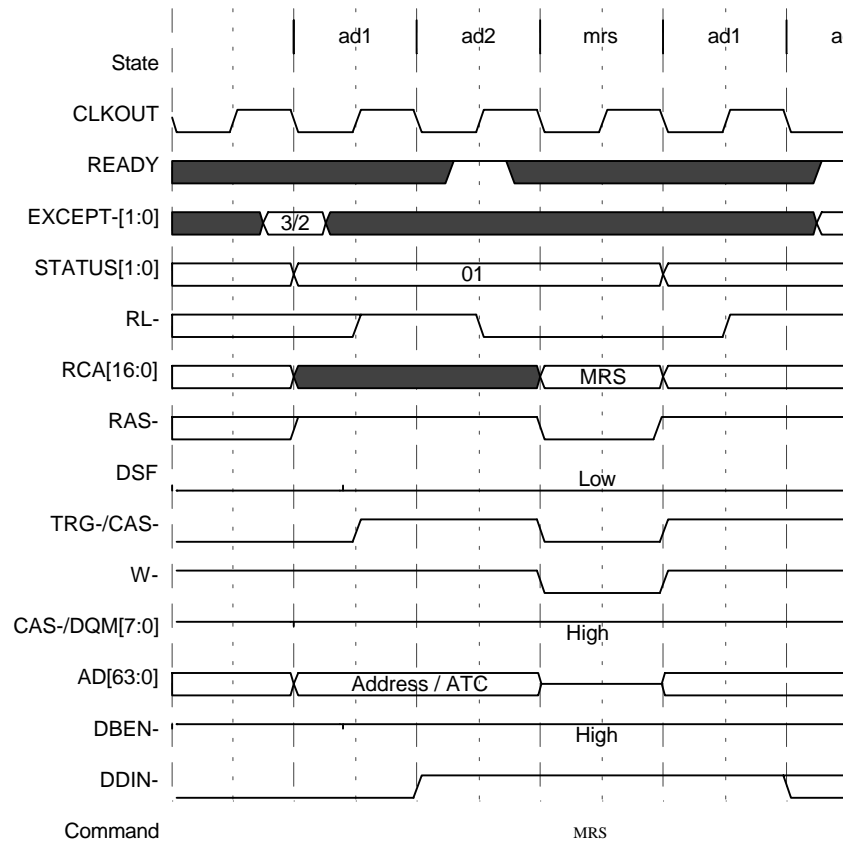 ad1 ad2 mrs ad1 a
State
CLKOUT
READY
EXCEPT-[1:0] 3/2
STATUS[1:0] 01
RL-
RCA[16:0] MRS
RAS-
DSF Low
TRG-/CAS-
W-
CAS-/DQM[7:0] High
AD[63:0] Address / ATC
DBEN- High
DDIN-
Command MRS